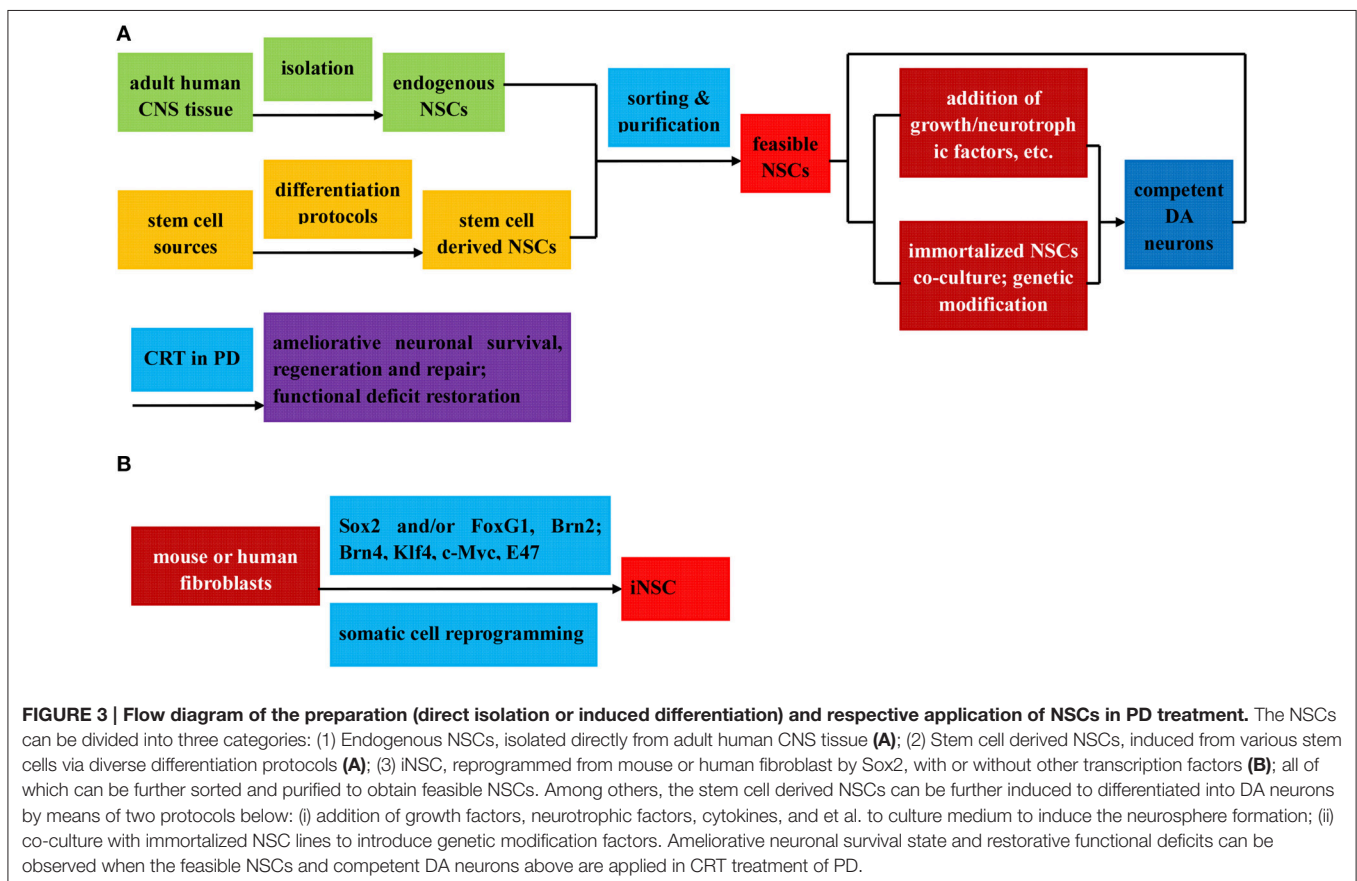 A
adult human
CNS tissue
isolation
endogenous
NSCs
stem cell
sources
differentiation
protocols
stem cell
derived NSCs
sorting &
purification
feasible
NSCs
addition of
growth/neurotroph
ic factors, etc.
immortalized NSCs
co-culture; genetic
modification
competent
DA
neurons
CRT in PD
ameliorative neuronal survival,
regeneration and repair;
functional deficit restoration
B
mouse or human
fibroblasts
Sox2 and/or FoxG1, Brn2;
Brn4, Klf4, c-Myc, E47
somatic cell reprogramming
iNSC
FIGURE 3 | Flow diagram of the preparation (direct isolation or induced differentiation) and respective application of NSCs in PD treatment. The NSCs
can be divided into three categories: (1) Endogenous NSCs, isolated directly from adult human CNS tissue (A); (2) Stem cell derived NSCs, induced from various stem
cells via diverse differentiation protocols (A); (3) iNSC, reprogrammed from mouse or human fibroblast by Sox2, with or without other transcription factors (B); all of
which can be further sorted and purified to obtain feasible NSCs. Among others, the stem cell derived NSCs can be further induced to differentiated into DA neurons
by means of two protocols below: (i) addition of growth factors, neurotrophic factors, cytokines, and et al. to culture medium to induce the neurosphere formation; (ii)
co-culture with immortalized NSC lines to introduce genetic modification factors. Ameliorative neuronal survival state and restorative functional deficits can be
observed when the feasible NSCs and competent DA neurons above are applied in CRT treatment of PD.